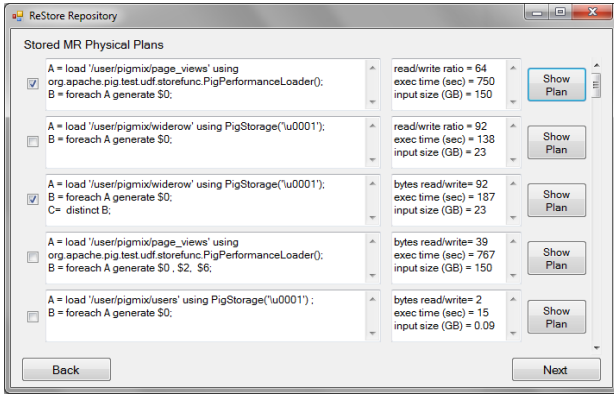 ReStore Repository
Stored MR Physical Plans
A = load '/user/pigmix/page_views' using
org.apache.pig.test.udf.storefunc.PigPerformanceLoader();
B = foreach A generate $0;
read/write ratio = 64
exec time (sec) = 750
input size (GB) = 150
Show
Plan
A = load '/user/pigmix/widerow' using PigStorage('\u0001');
B = foreach A generate $0;
read/write ratio = 92
exec time (sec) = 138
input size (GB) = 23
Show
Plan
A = load '/user/pigmix/widerow' using PigStorage('\u0001');
B = foreach A generate $0;
C= distinct B;
bytes read/write= 92
exec time (sec) = 187
input size (GB) = 23
Show
Plan
A = load '/user/pigmix/page_views' using
org.apache.pig.test.udf.storefunc.PigPerformanceLoader();
B = foreach A generate $0 , $2, $6;
bytes read/write= 39
exec time (sec) = 767
input size (GB) = 150
Show
Plan
A = load '/user/pigmix/users' using PigStorage('\u0001') ;
B = foreach A generate $0;
bytes read/write= 2
exec time (sec) = 15
input size (GB) = 0.09
Show
Plan
Back
Next